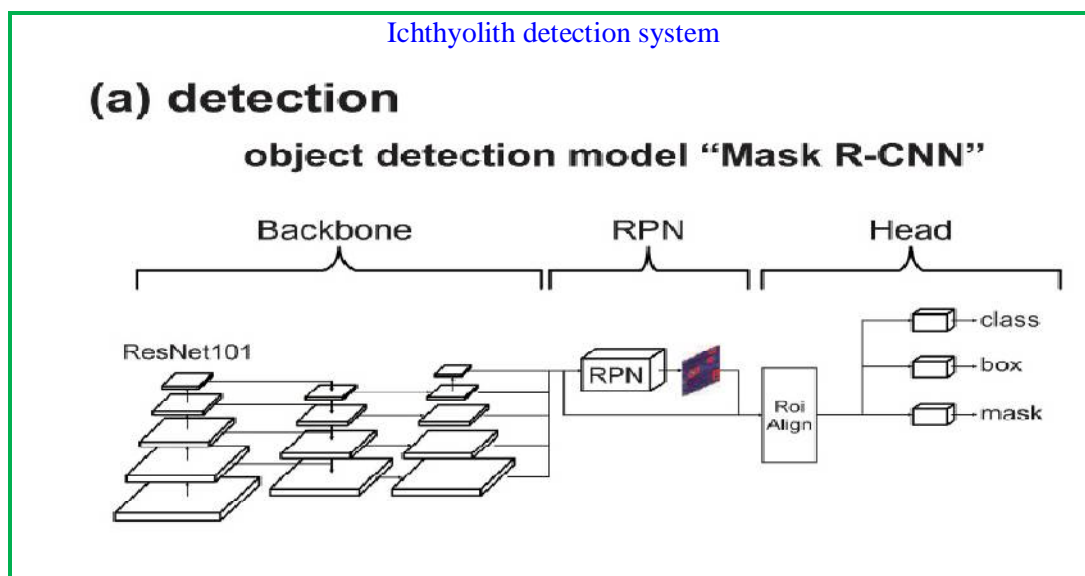 Ichthyolith detection system
(a) detection
object detection model “Mask R-CNN”
Backbone RPN Head
ResNet101
RPN
Roi
Align
class
box
mask